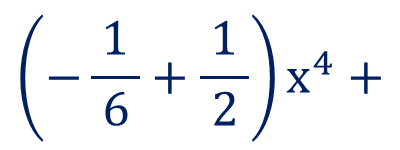 (−1/6 + 1/2) x⁴ +